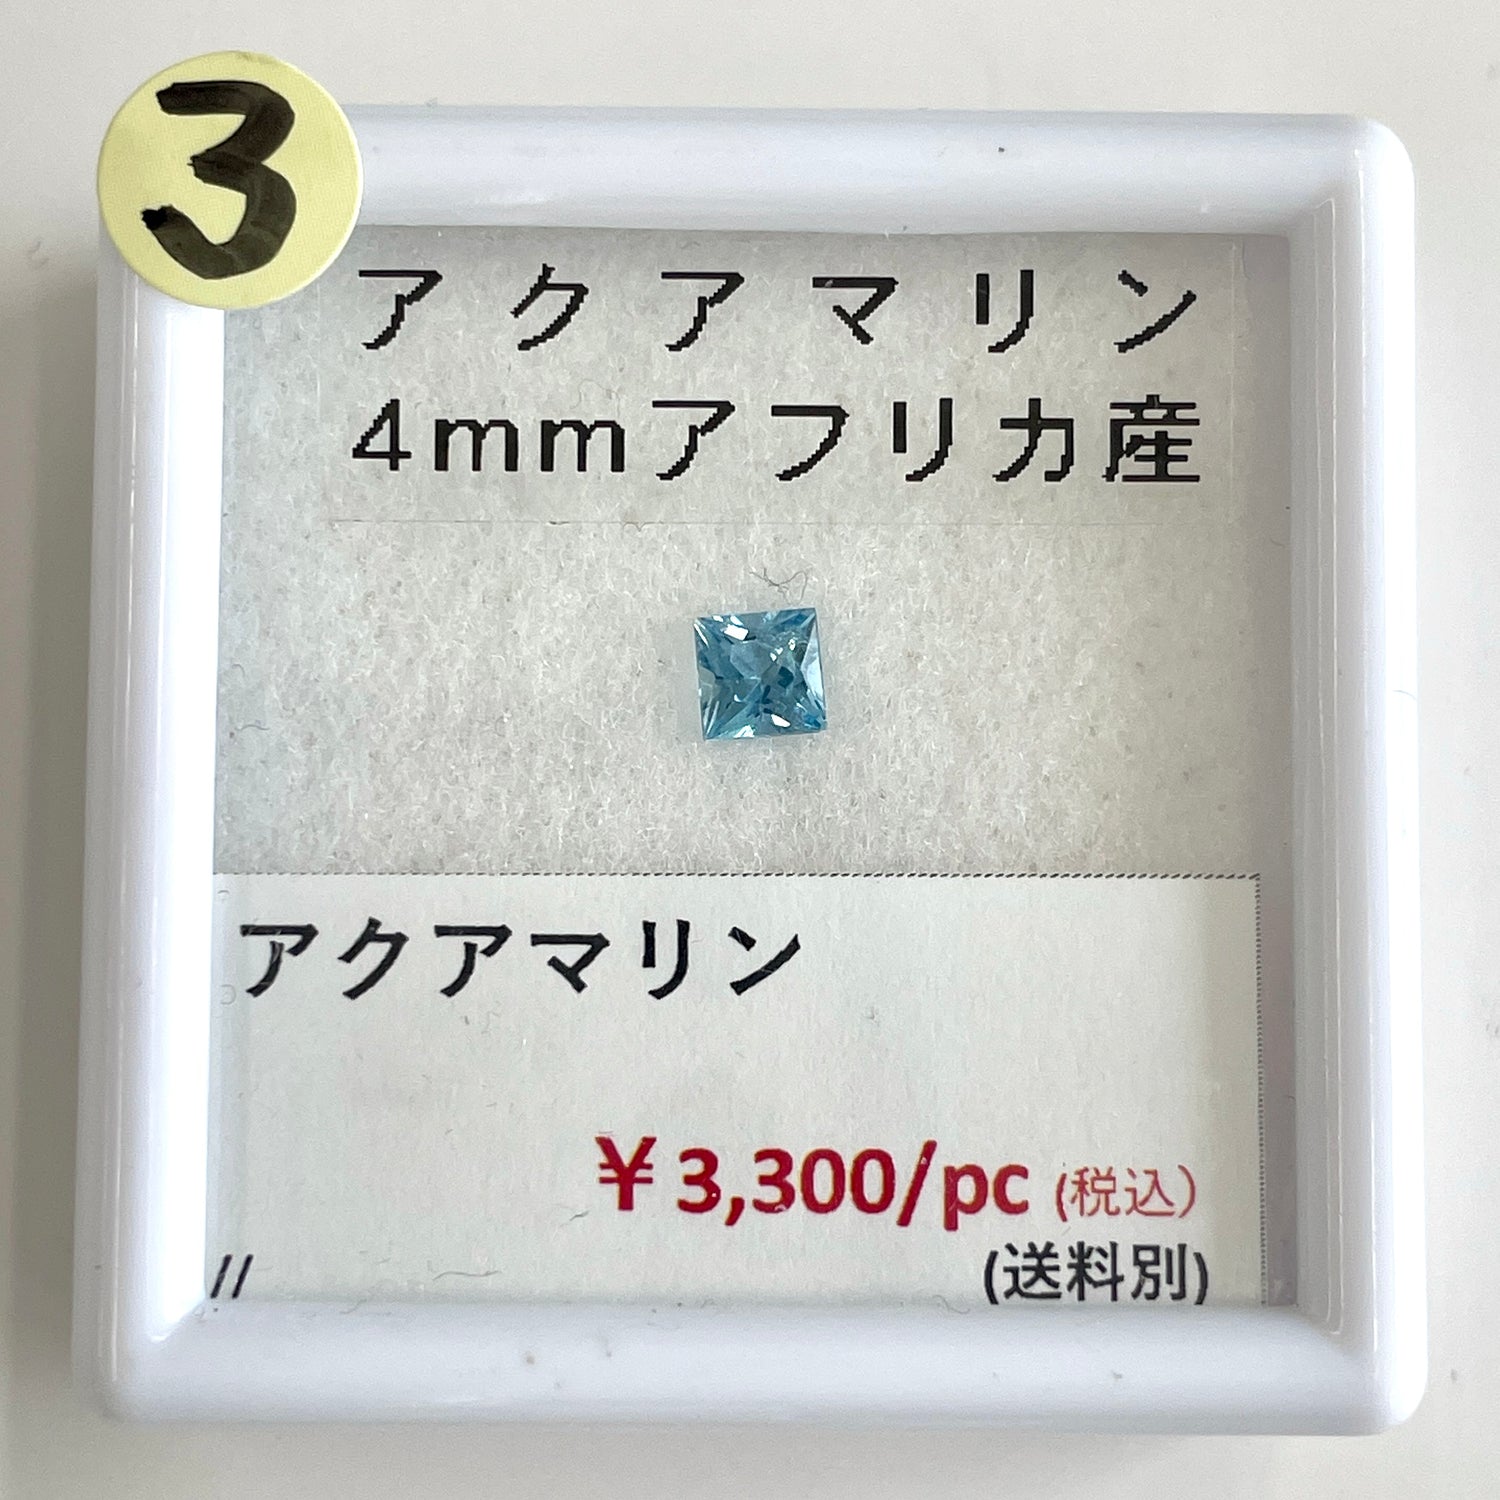 3
アクアマリン
4mmアフリカ産
アクアマリン
¥3,300/pc (税込)
(送料別)
//